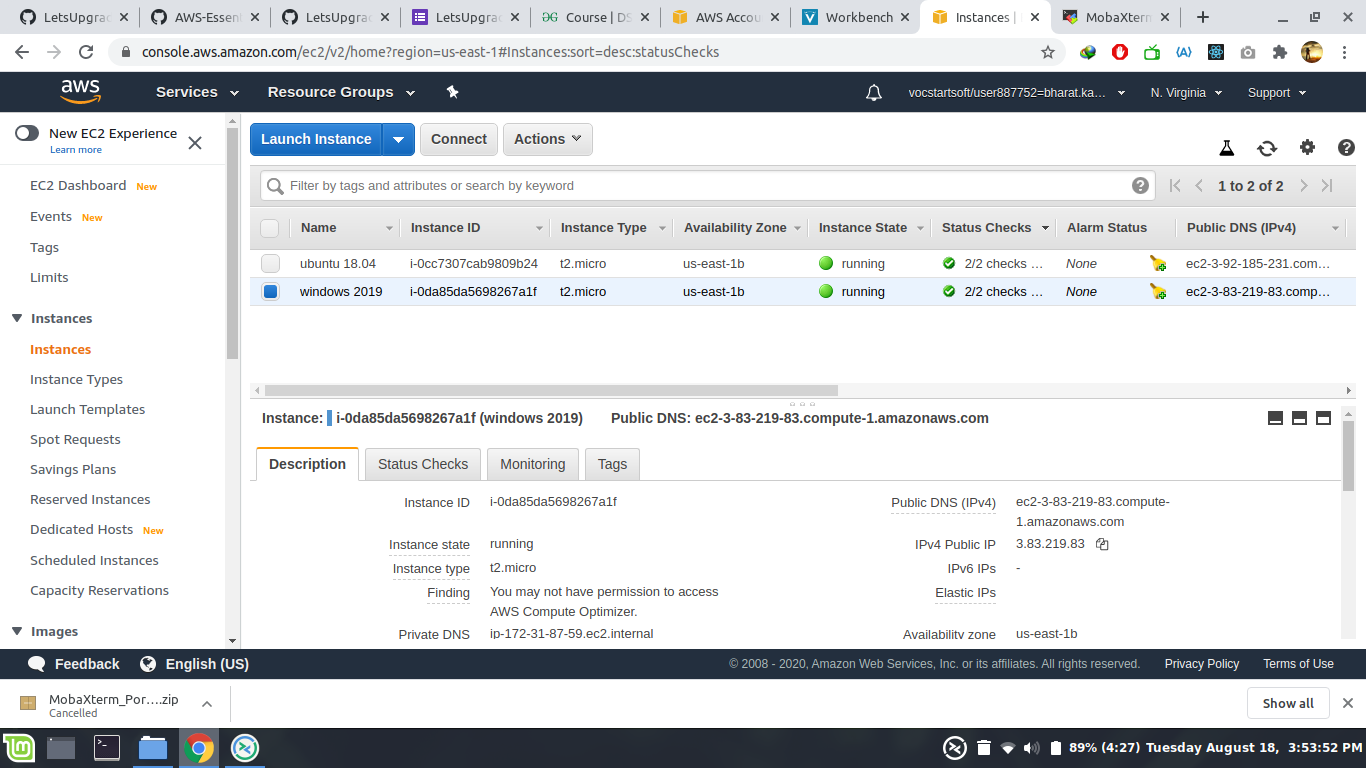 LetsUpgrad
AWS-Essent
LetsUpgrad
LetsUpgrad
Course | DS
AWS Accou
Workbench
Instances |
MobaXterm
console.aws.amazon.com/ec2/v2/home?region=us-east-1#Instances:sort=desc:statusChecks
aws
Services
Resource Groups
vocstartsoft/user887752=bharat.ka...
N. Virginia
Support
New EC2 Experience
Learn more
EC2 Dashboard New
Events New
Tags
Limits
Instances
Instances
Instance Types
Launch Templates
Spot Requests
Savings Plans
Reserved Instances
Dedicated Hosts New
Scheduled Instances
Capacity Reservations
Images
Launch Instance
Connect
Actions
Filter by tags and attributes or search by keyword
1 to 2 of 2
Name Instance ID Instance Type Availability Zone Instance State Status Checks Alarm Status Public DNS (IPv4)
ubuntu 18.04 i-0cc7307cab9809b24 t2.micro us-east-1b running 2/2 checks ... None ec2-3-92-185-231.com...
windows 2019 i-0da85da5698267a1f t2.micro us-east-1b running 2/2 checks ... None ec2-3-83-219-83.comp...
Instance: i-0da85da5698267a1f (windows 2019) Public DNS: ec2-3-83-219-83.compute-1.amazonaws.com
Description
Status Checks
Monitoring
Tags
Instance ID i-0da85da5698267a1f
Instance state running
Instance type t2.micro
Finding You may not have permission to access
AWS Compute Optimizer.
Private DNS ip-172-31-87-59.ec2.internal
Public DNS (IPv4) ec2-3-83-219-83.compute-
1.amazonaws.com
IPv4 Public IP 3.83.219.83
IPv6 IPs -
Elastic IPs
Availability zone us-east-1b
Feedback
English (US)
© 2008 - 2020, Amazon Web Services, Inc. or its affiliates. All rights reserved.
Privacy Policy
Terms of Use
MobaXterm_Por....zip
Cancelled
Show all
89% (4:27) Tuesday August 18, 3:53:52 PM